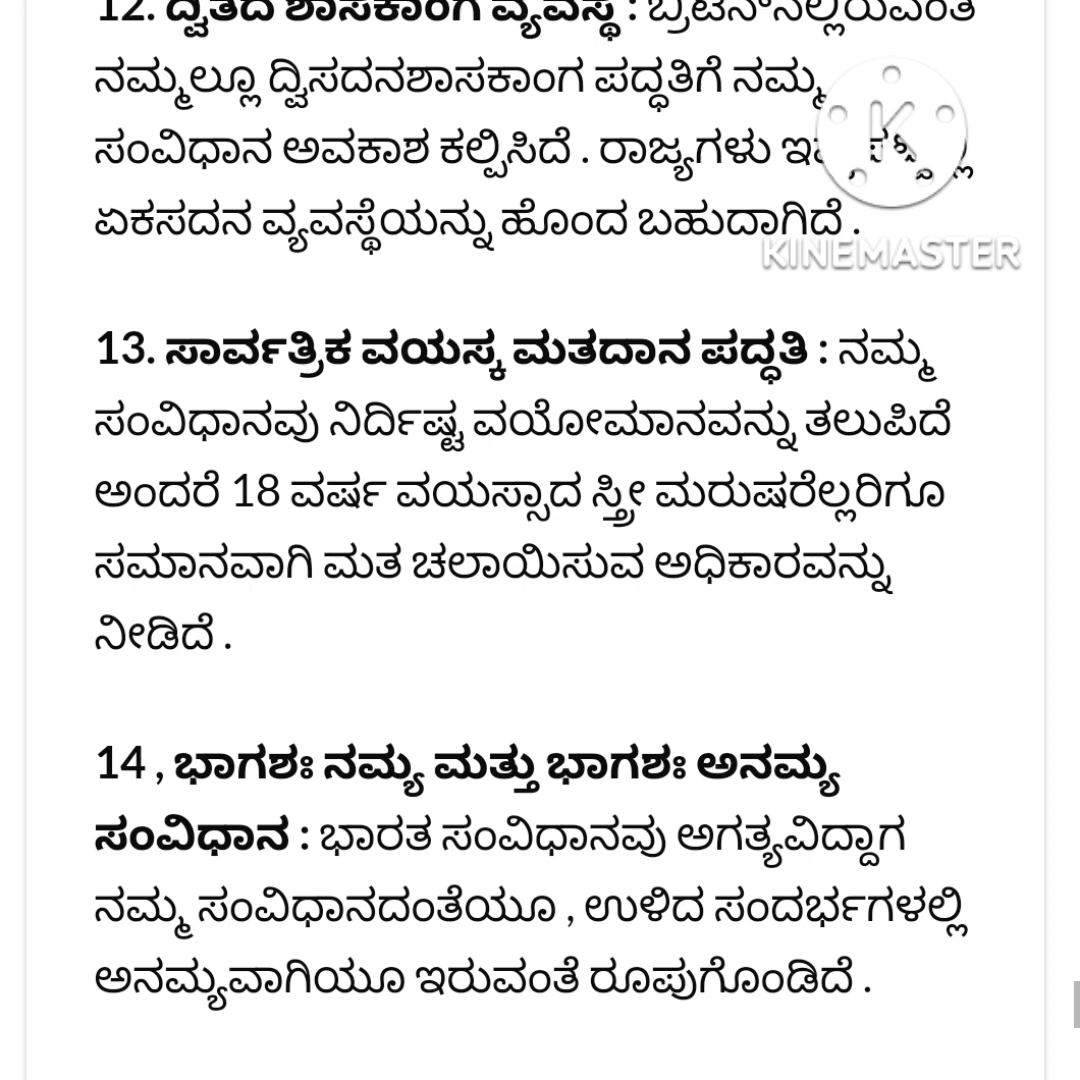 12. ದ್ವಿತದ ಶಾಸಕಾಂಗ ವ್ಯವಸ್ಥೆ : ಬ್ರಿಟನ್‌ನಲ್ಲಿರುವಂತೆ
ನಮ್ಮಲ್ಲೂ ದ್ವಿಸದನಶಾಸಕಾಂಗ ಪದ್ಧತಿಗೆ ನಮ್ಮ
ಸಂವಿಧಾನ ಅವಕಾಶ ಕಲ್ಪಿಸಿದೆ . ರಾಜ್ಯಗಳು
ಏಕಸದನ ವ್ಯವಸ್ಥೆಯನ್ನು ಹೊಂದ ಬಹುದಾಗಿದೆ .
KINEMASTER
13. ಸಾರ್ವತ್ರಿಕ ವಯಸ್ಕ ಮತದಾನ ಪದ್ಧತಿ : ನಮ್ಮ
ಸಂವಿಧಾನವು ನಿರ್ದಿಷ್ಟ ವಯೋಮಾನವನ್ನು ತಲುಪಿದೆ
ಅಂದರೆ 18 ವರ್ಷ ವಯಸ್ಸಾದ ಸ್ತ್ರೀ ಮರುಷರೆಲ್ಲರಿಗೂ
ಸಮಾನವಾಗಿ ಮತ ಚಲಾಯಿಸುವ ಅಧಿಕಾರವನ್ನು
ನೀಡಿದೆ .
14 , ಭಾಗಶಃ ನಮ್ಯ ಮತ್ತು ಭಾಗಶಃ ಅನಮ್ಯ
ಸಂವಿಧಾನ : ಭಾರತ ಸಂವಿಧಾನವು ಅಗತ್ಯವಿದ್ದಾಗ
ನಮ್ಮ ಸಂವಿಧಾನದಂತೆಯೂ , ಉಳಿದ ಸಂದರ್ಭಗಳಲ್ಲಿ
ಅನಮ್ಯವಾಗಿಯೂ ಇರುವಂತೆ ರೂಪುಗೊಂಡಿದೆ .